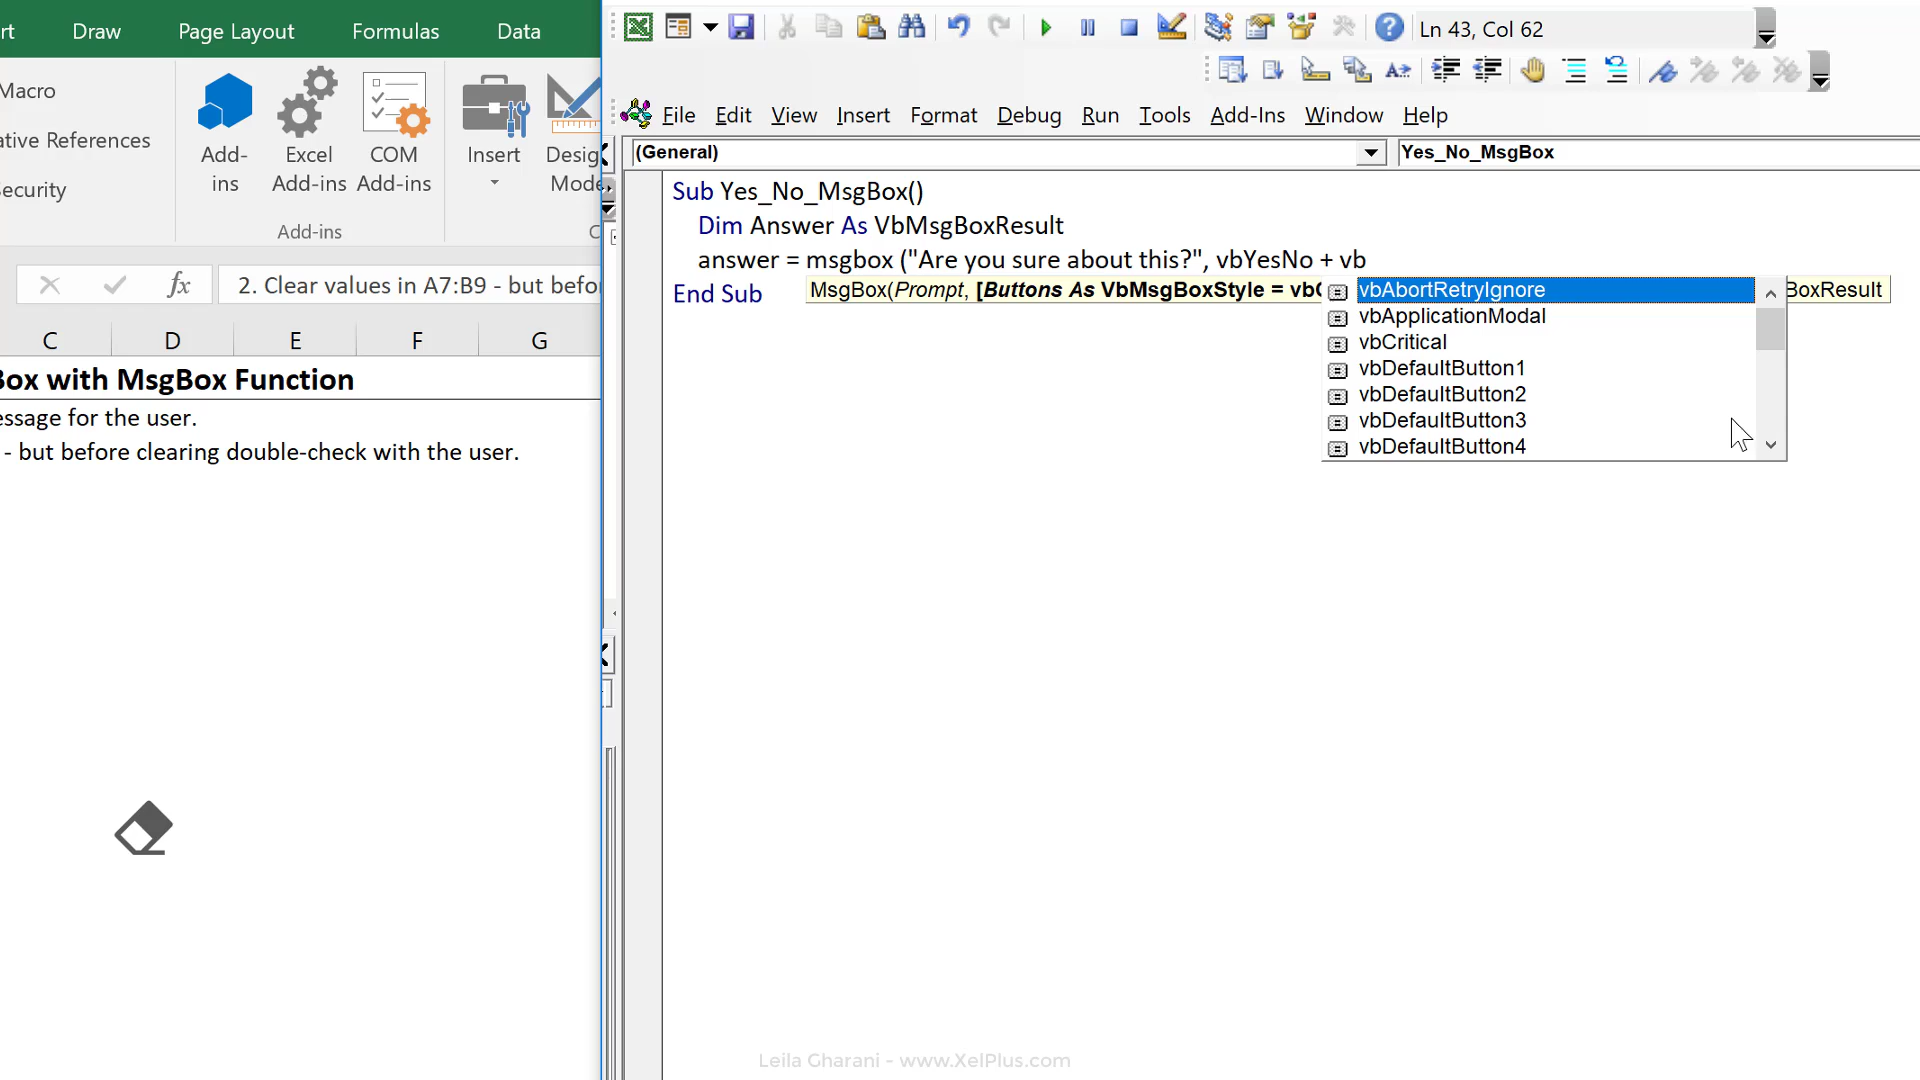 rt Draw Page Layout Formulas Data
Macro
ative References
Security
Add-
ins
Excel
Add-ins
COM
Add-ins
Insert
Desig
Mode
Add-ins
C
fx 2. Clear values in A7:B9 - but befo
C D E F G
Box with MsgBox Function
essage for the user.
- but before clearing double-check with the user.
Ln 43, Col 62
File Edit View Insert Format Debug Run Tools Add-Ins Window Help
(General) Yes_No_MsgBox
Sub Yes_No_MsgBox()
Dim Answer As VbMsgBoxResult
answer = msgbox ("Are you sure about this?", vbYesNo + vb
End Sub
MsgBox(Prompt, [Buttons As VbMsgBoxStyle = vbO
BoxResult
vbAbortRetryIgnore
vbApplicationModal
vbCritical
vbDefaultButton1
vbDefaultButton2
vbDefaultButton3
vbDefaultButton4
Leila Gharani - www.XelPlus.com